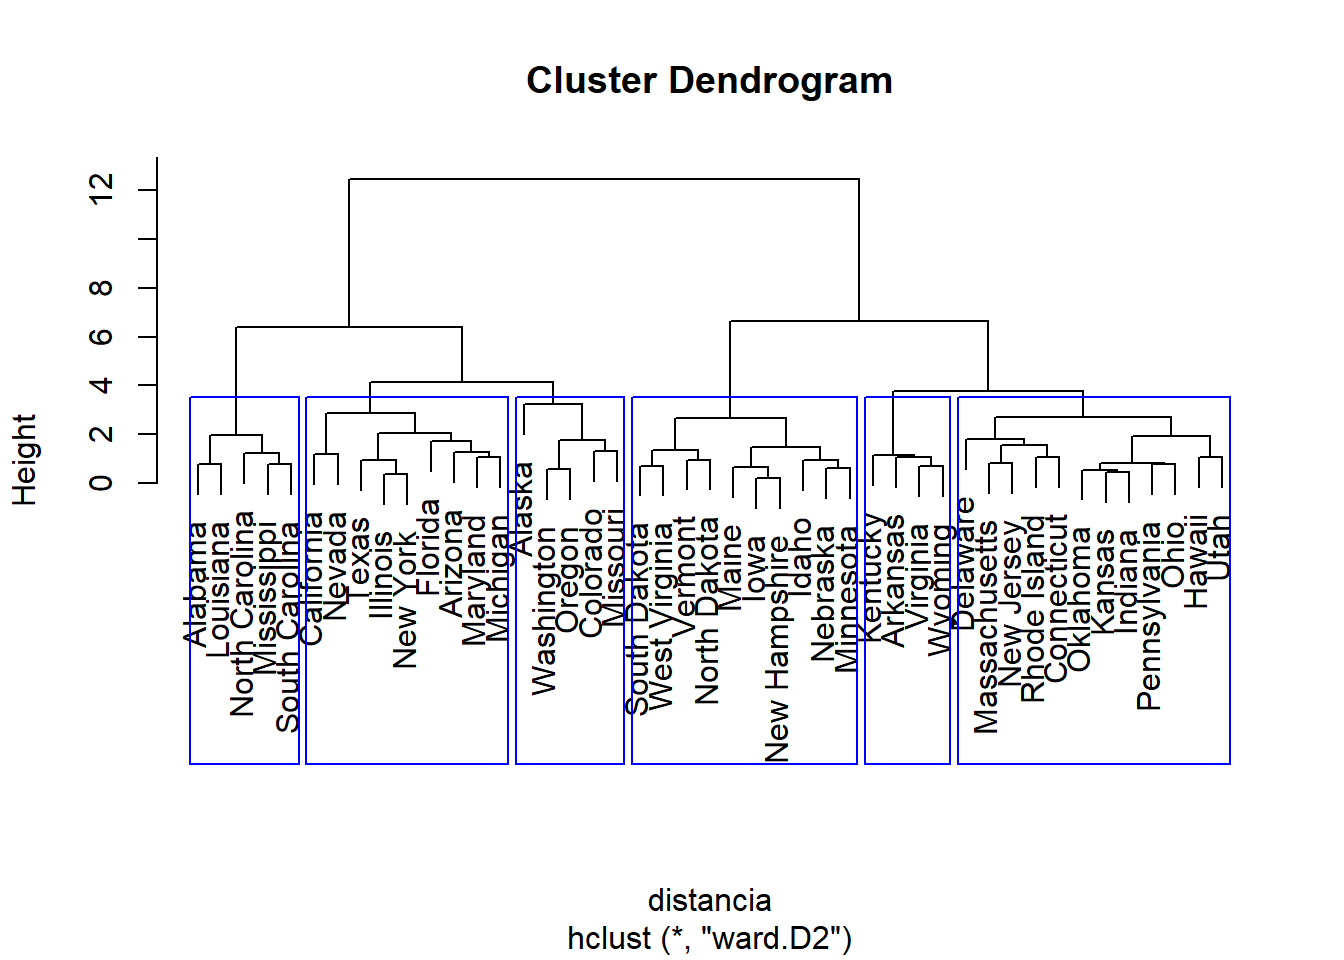 Cluster Dendrogram
Height
12
8
6
4
2
0
Alabama
Louisiana
North Carolina
Mississippi
South Carolina
California
Nevada
Texas
Illinois
New York
Florida
Arizona
Maryland
Michigan
Alaska
Washington
Oregon
Colorado
Missouri
South Dakota
West Virginia
Vermont
North Dakota
Maine
Iowa
New Hampshire
Idaho
Nebraska
Minnesota
Kentucky
Arkansas
Virginia
Wyoming
Delaware
Massachusetts
New Jersey
Rhode Island
Connecticut
Oklahoma
Kansas
Indiana
Pennsylvania
Ohio
Hawaii
Utah
distancia
hclust (*, "ward.D2")